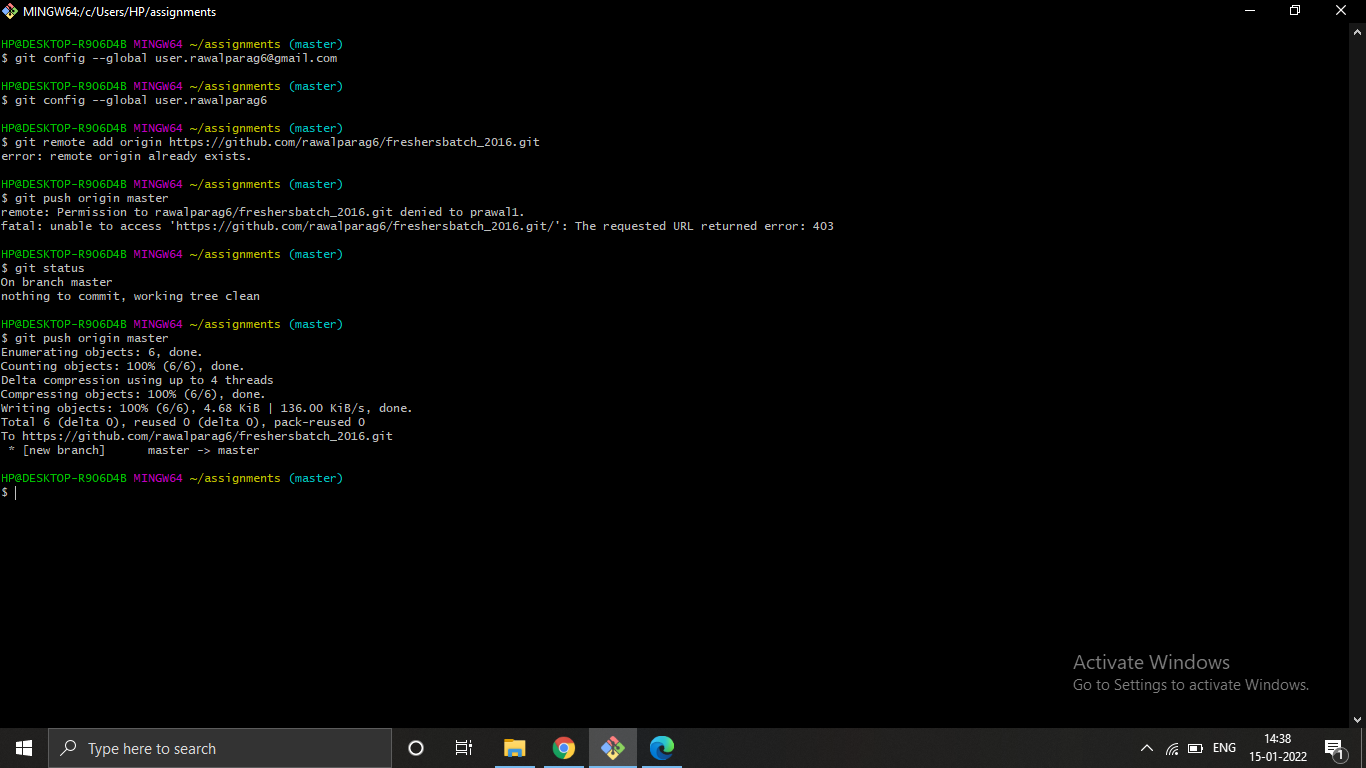 MINGW64:/c/Users/HP/assignments
HP@DESKTOP-R906D4B MINGW64 ~/assignments (master)
$ git config --global user.rawalparag6@gmail.com
HP@DESKTOP-R906D4B MINGW64 ~/assignments (master)
$ git config --global user.rawalparag6
HP@DESKTOP-R906D4B MINGW64 ~/assignments (master)
$ git remote add origin https://github.com/rawalparag6/freshersbatch_2016.git
error: remote origin already exists.
HP@DESKTOP-R906D4B MINGW64 ~/assignments (master)
$ git push origin master
remote: Permission to rawalparag6/freshersbatch_2016.git denied to prawal1.
fatal: unable to access 'https://github.com/rawalparag6/freshersbatch_2016.git/': The requested URL returned error: 403
HP@DESKTOP-R906D4B MINGW64 ~/assignments (master)
$ git status
On branch master
nothing to commit, working tree clean
HP@DESKTOP-R906D4B MINGW64 ~/assignments (master)
$ git push origin master
Enumerating objects: 6, done.
Counting objects: 100% (6/6), done.
Delta compression using up to 4 threads
Compressing objects: 100% (6/6), done.
Writing objects: 100% (6/6), 4.68 KiB | 136.00 KiB/s, done.
Total 6 (delta 0), reused 0 (delta 0), pack-reused 0
To https://github.com/rawalparag6/freshersbatch_2016.git
 * [new branch]      master -> master
HP@DESKTOP-R906D4B MINGW64 ~/assignments (master)
$
Activate Windows
Go to Settings to activate Windows.
Type here to search
ENG
14:38
15-01-2022
1